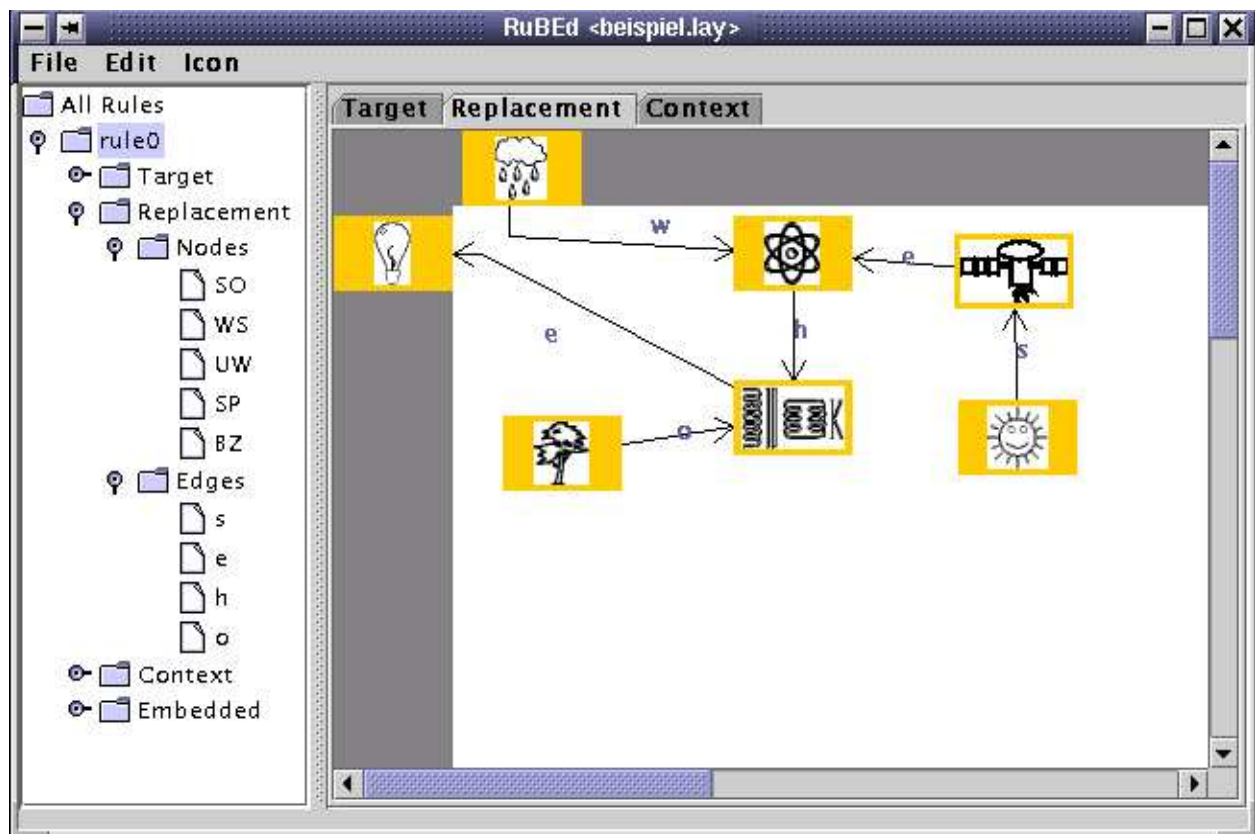 RuBEd <beispiel.lay>
File Edit Icon
All Rules
rule0
Target
Replacement
Nodes
SO
WS
UW
SP
BZ
Edges
s
e
h
o
Context
Embedded
Target Replacement Context
w
e
e
h
s
o